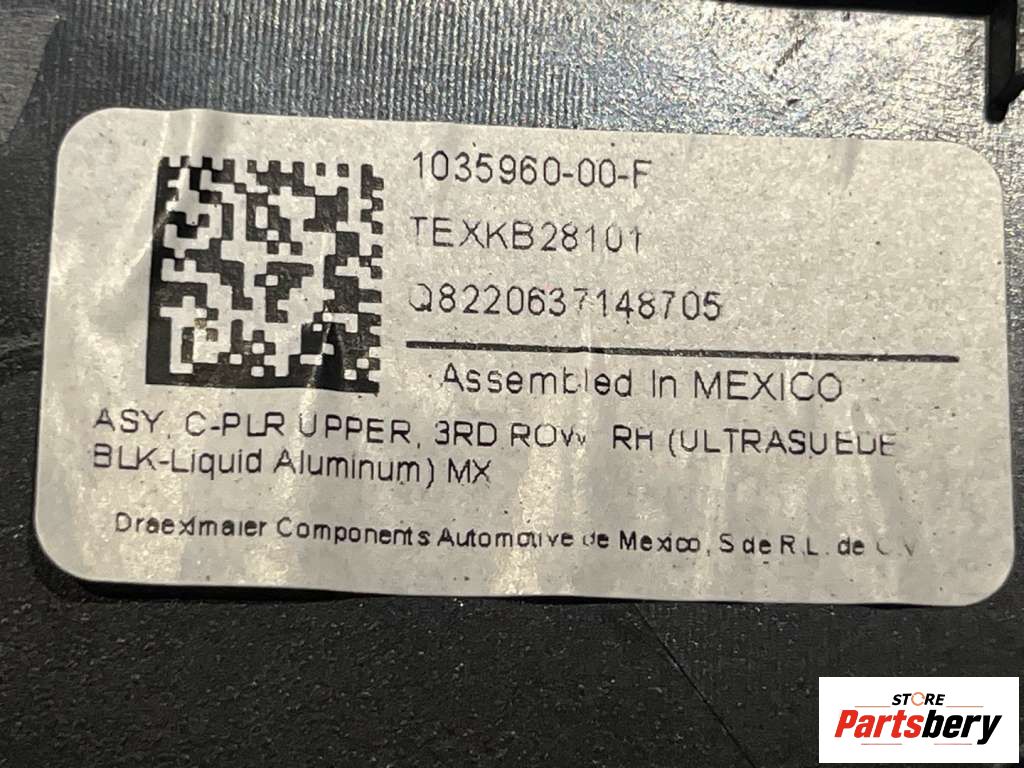 1035960-00-F
TEXKB28101
Q8220637148705
Assembled In MEXICO
ASY, C-PLR UPPER, 3RD ROW, RH (ULTRASUEDE
BLK-Liquid Aluminum) MX
Draexlmaier Components Automotive de Mexico, S de R.L. de C.V
STORE
Partsbery